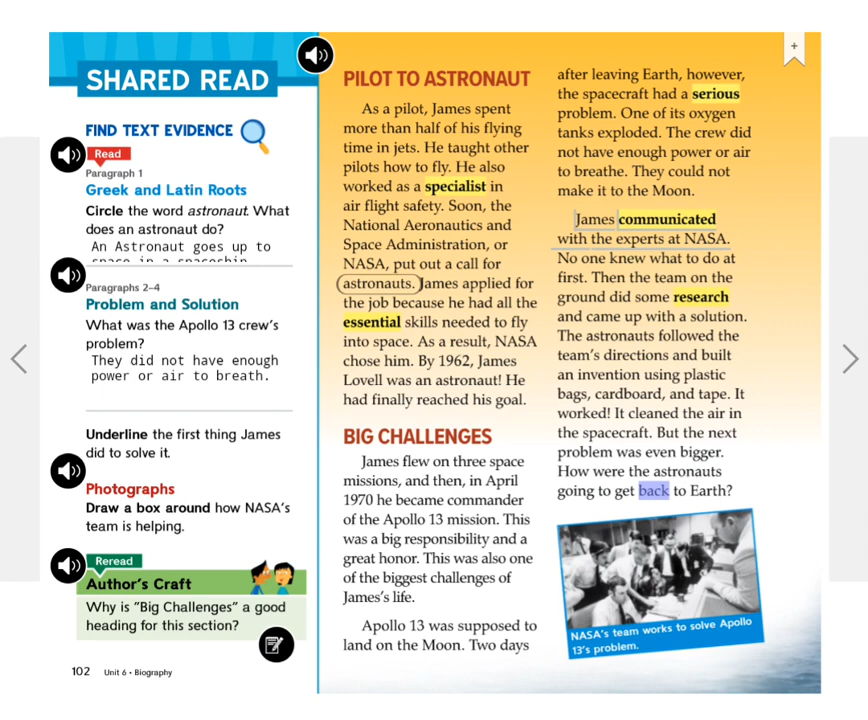 SHARED READ
FIND TEXT EVIDENCE
Read
Paragraph 1
Greek and Latin Roots
Circle the word astronaut. What
does an astronaut do?
An Astronaut goes up to
space in a spaceship
Paragraphs 2–4
Problem and Solution
What was the Apollo 13 crew's
problem?
They did not have enough
power or air to breath.
Underline the first thing James
did to solve it.
Photographs
Draw a box around how NASA's
team is helping.
Reread
Author's Craft
Why is "Big Challenges" a good
heading for this section?
102 Unit 6 • Biography
PILOT TO ASTRONAUT
As a pilot, James spent
more than half of his flying
time in jets. He taught other
pilots how to fly. He also
worked as a specialist in
air flight safety. Soon, the
National Aeronautics and
Space Administration, or
NASA, put out a call for
astronauts. James applied for
the job because he had all the
essential skills needed to fly
into space. As a result, NASA
chose him. By 1962, James
Lovell was an astronaut! He
had finally reached his goal.
BIG CHALLENGES
James flew on three space
missions, and then, in April
1970 he became commander
of the Apollo 13 mission. This
was a big responsibility and a
great honor. This was also one
of the biggest challenges of
James's life.
Apollo 13 was supposed to
land on the Moon. Two days
after leaving Earth, however,
the spacecraft had a serious
problem. One of its oxygen
tanks exploded. The crew did
not have enough power or air
to breathe. They could not
make it to the Moon.
James communicated
with the experts at NASA.
No one knew what to do at
first. Then the team on the
ground did some research
and came up with a solution.
The astronauts followed the
team's directions and built
an invention using plastic
bags, cardboard, and tape. It
worked! It cleaned the air in
the spacecraft. But the next
problem was even bigger.
How were the astronauts
going to get back to Earth?
NASA's team works to solve Apollo
13's problem.